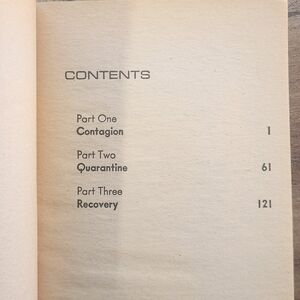 CONTENTS
Part One
Contagion 1
Part Two
Quarantine 61
Part Three
Recovery 121